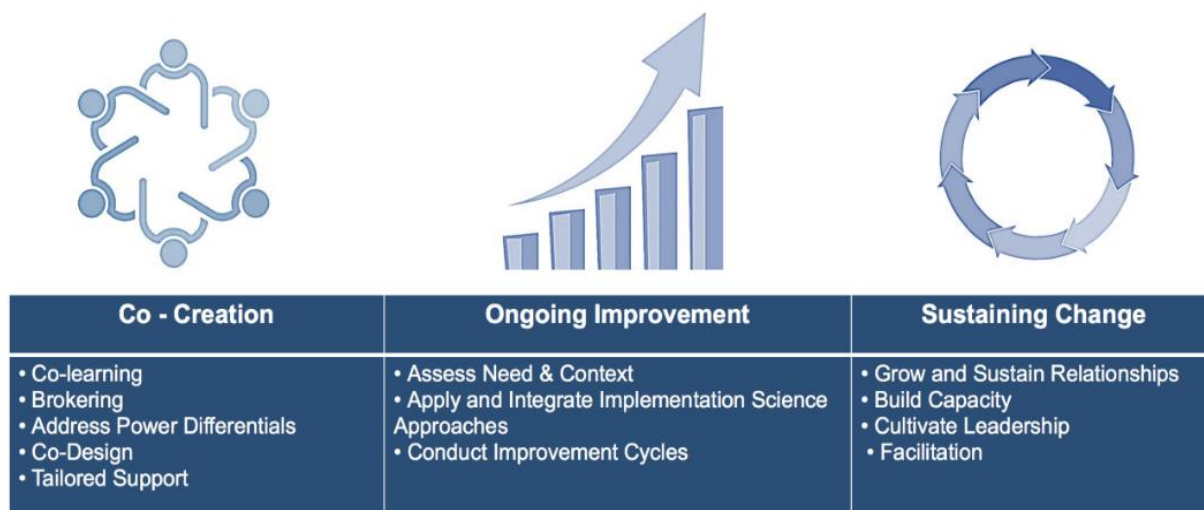 Co - Creation
Ongoing Improvement
Sustaining Change
• Co-learning
• Brokering
• Address Power Differentials
• Co-Design
• Tailored Support
• Assess Need & Context
• Apply and Integrate Implementation Science
Approaches
• Conduct Improvement Cycles
• Grow and Sustain Relationships
• Build Capacity
• Cultivate Leadership
• Facilitation